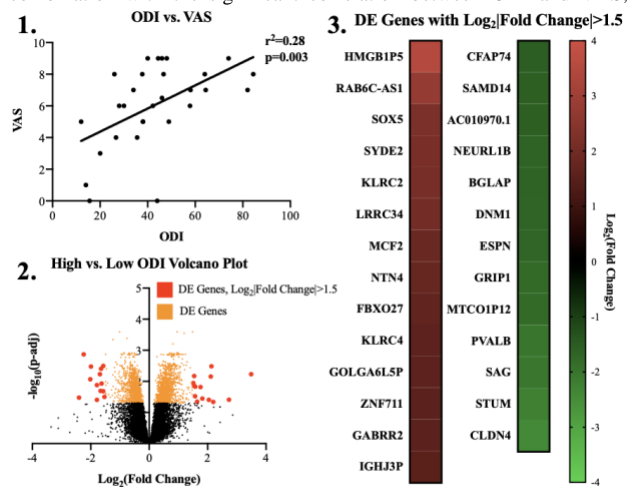 1.
ODI vs. VAS
r²=0.28
p=0.003
10
8
6
4
2
0
VAS
0 20 40 60 80 100
ODI
2. High vs. Low ODI Volcano Plot
DE Genes, Log₂|Fold Change|>1.5
DE Genes
5
4
3
2
1
-log₁₀(p-adj)
-4 -2 0 2 4
Log₂(Fold Change)
3. DE Genes with Log₂|Fold Change|>1.5
HMGB1P5
RAB6C-AS1
SOX5
SYDE2
KLRC2
LRRC34
MCF2
NTN4
FBXO27
KLRC4
GOLGA6L5P
ZNF711
GABRR2
IGHJ3P
CFAP74
SAMD14
AC010970.1
NEURL1B
BGLAP
DNM1
ESPN
GRIP1
MTCO1P12
PVALB
SAG
STUM
CLDN4
4
3
2
1
0
-1
-2
-3
-4
Log₂(Fold Change)